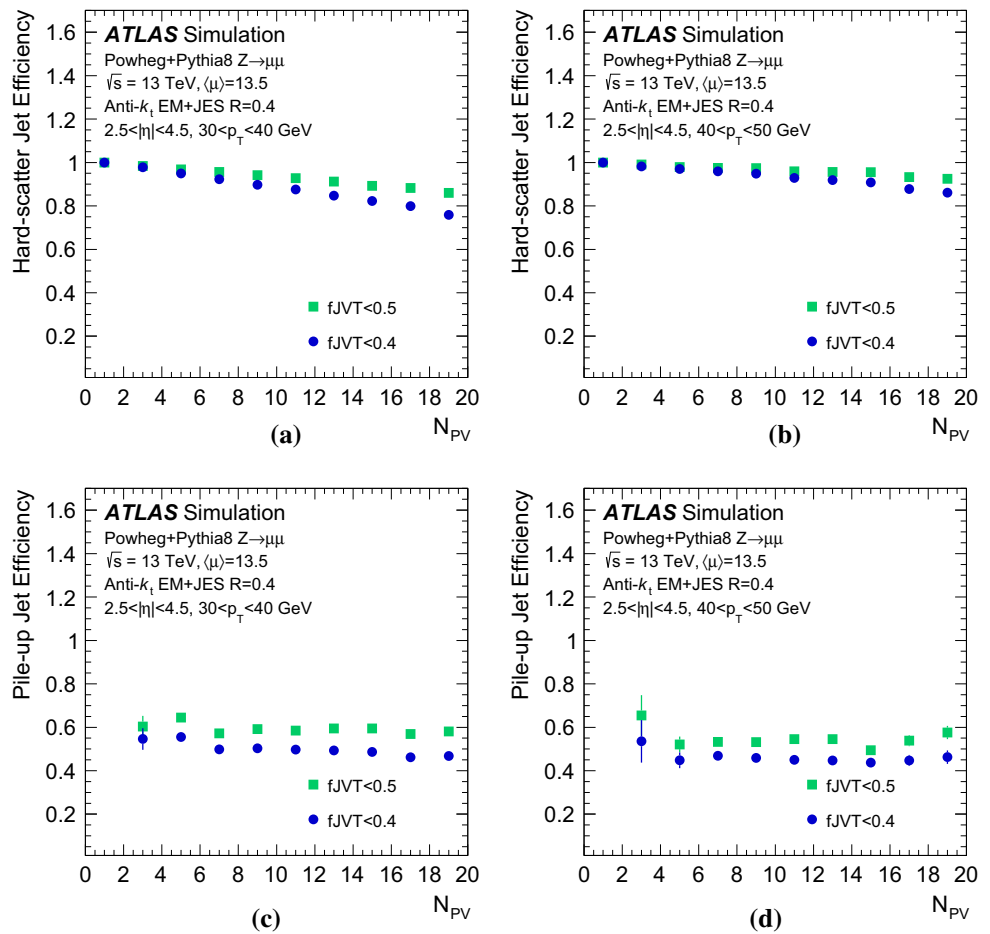 Hard-scatter Jet Efficiency
1.6
1.4
1.2
1
0.8
0.6
0.4
0.2
ATLAS Simulation
Powheg+Pythia8 Z→μμ
√s = 13 TeV, ⟨μ⟩=13.5
Anti-k_t EM+JES R=0.4
2.5<|η|<4.5, 30<p_T<40 GeV
fJVT<0.5
fJVT<0.4
0 2 4 6 8 10 12 14 16 18 20
N_PV
(a)
Hard-scatter Jet Efficiency
1.6
1.4
1.2
1
0.8
0.6
0.4
0.2
ATLAS Simulation
Powheg+Pythia8 Z→μμ
√s = 13 TeV, ⟨μ⟩=13.5
Anti-k_t EM+JES R=0.4
2.5<|η|<4.5, 40<p_T<50 GeV
fJVT<0.5
fJVT<0.4
0 2 4 6 8 10 12 14 16 18 20
N_PV
(b)
Pile-up Jet Efficiency
1.6
1.4
1.2
1
0.8
0.6
0.4
0.2
ATLAS Simulation
Powheg+Pythia8 Z→μμ
√s = 13 TeV, ⟨μ⟩=13.5
Anti-k_t EM+JES R=0.4
2.5<|η|<4.5, 30<p_T<40 GeV
fJVT<0.5
fJVT<0.4
0 2 4 6 8 10 12 14 16 18 20
N_PV
(c)
Pile-up Jet Efficiency
1.6
1.4
1.2
1
0.8
0.6
0.4
0.2
ATLAS Simulation
Powheg+Pythia8 Z→μμ
√s = 13 TeV, ⟨μ⟩=13.5
Anti-k_t EM+JES R=0.4
2.5<|η|<4.5, 40<p_T<50 GeV
fJVT<0.5
fJVT<0.4
0 2 4 6 8 10 12 14 16 18 20
N_PV
(d)